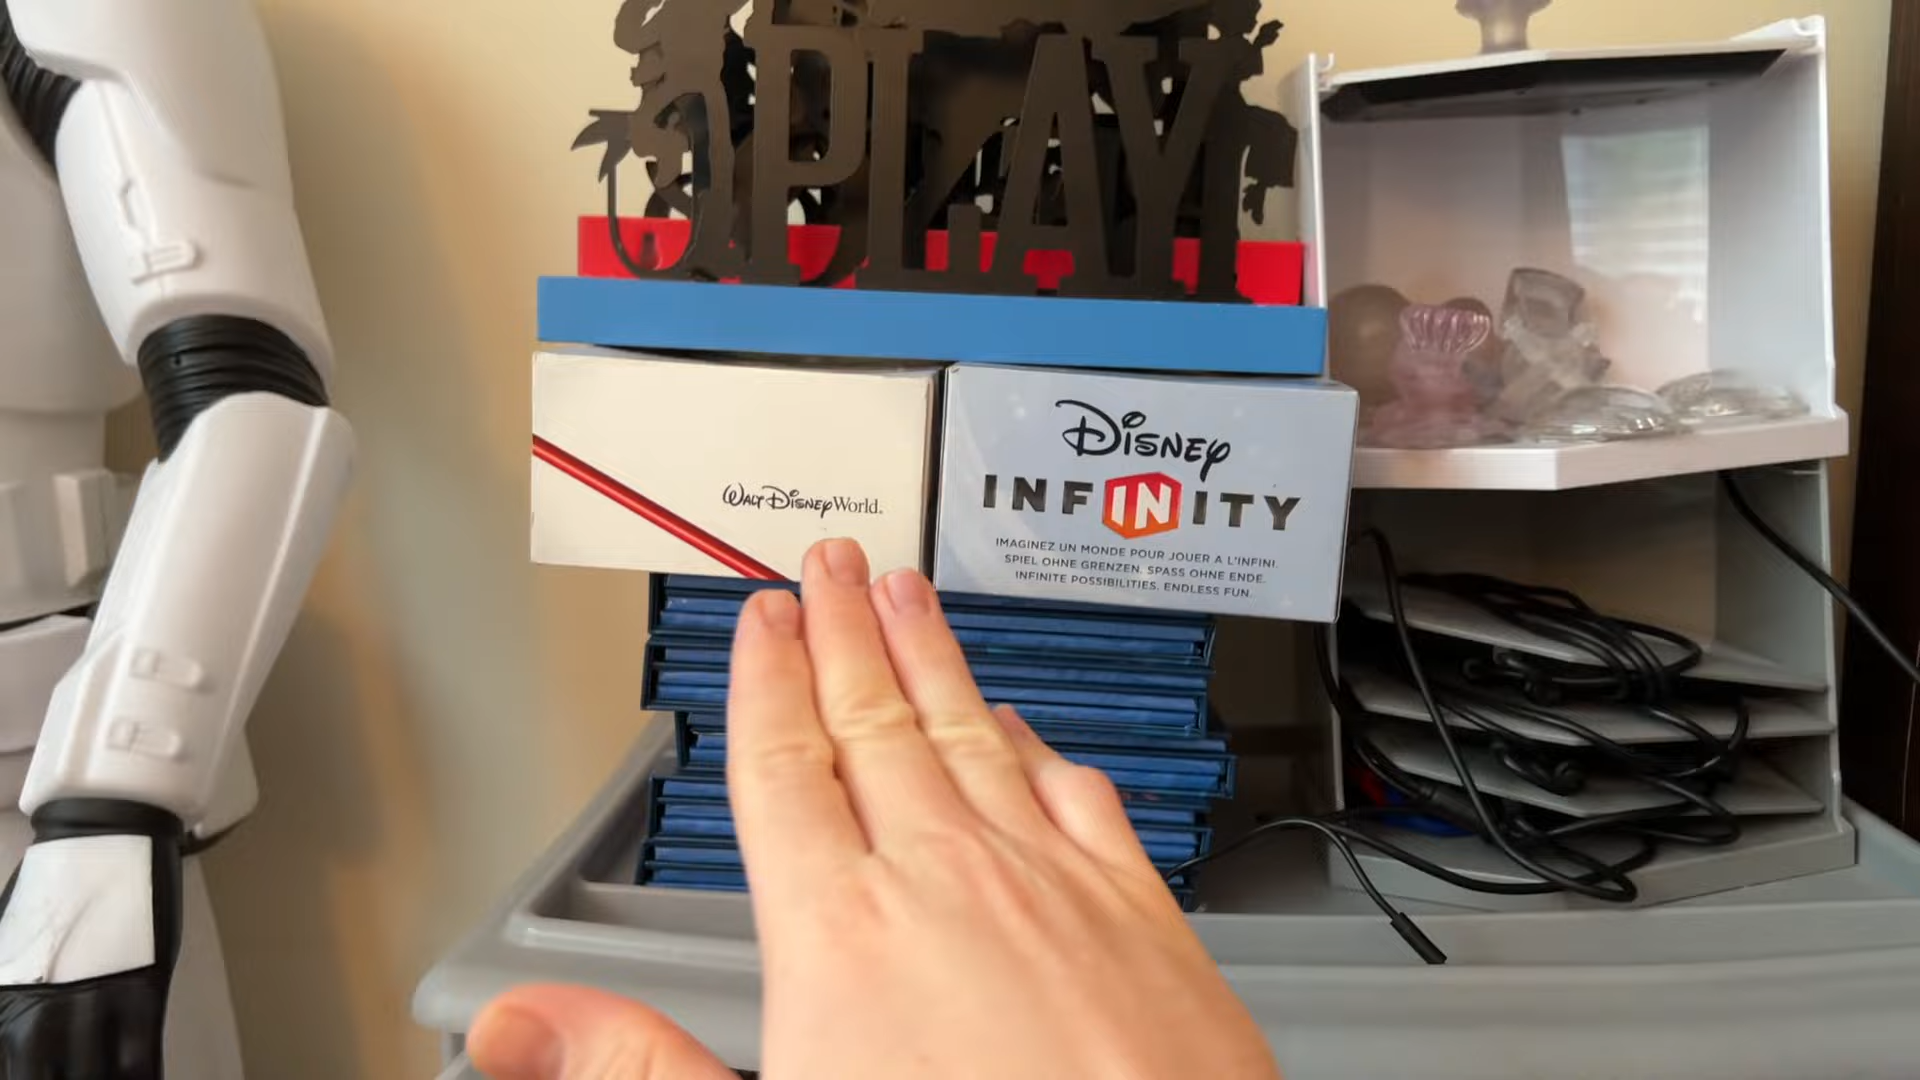 PLAY
WALT DISNEY World.
DISNEY
INFINITY
IMAGINEZ UN MONDE POUR JOUER A L'INFINI.
SPIEL OHNE GRENZEN. SPASS OHNE ENDE.
INFINITE POSSIBILITIES. ENDLESS FUN.